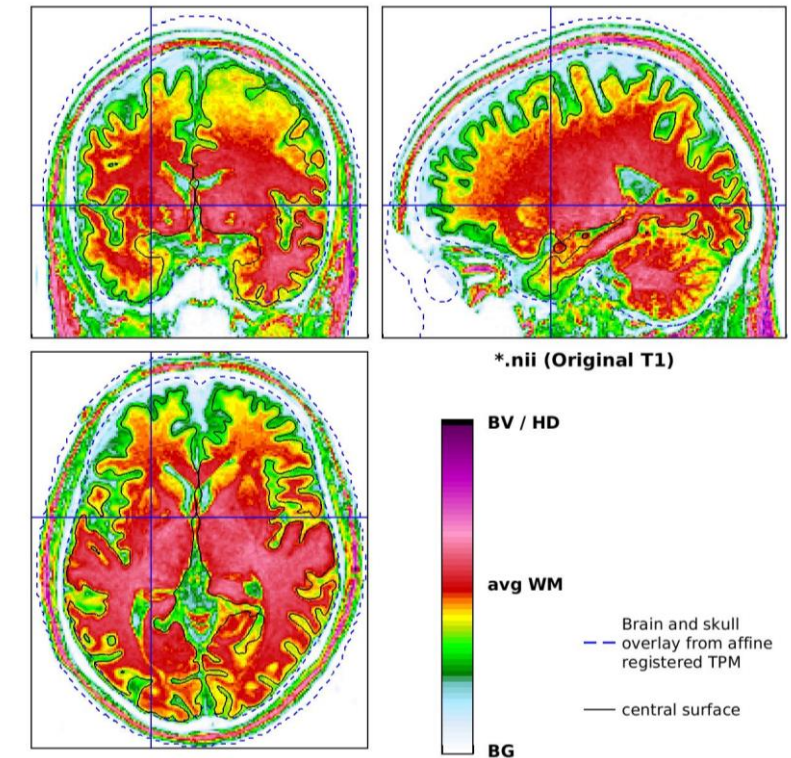 *.nii (Original T1)
BV / HD
avg WM
Brain and skull
overlay from affine
registered TPM
central surface
BG